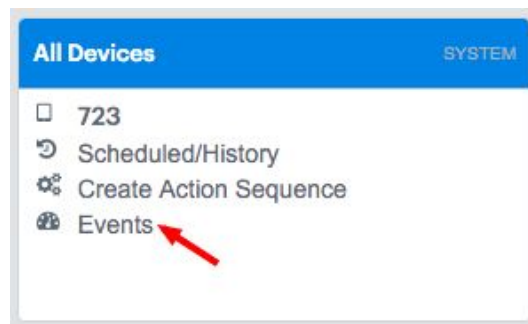 All Devices SYSTEM
723
Scheduled/History
Create Action Sequence
Events